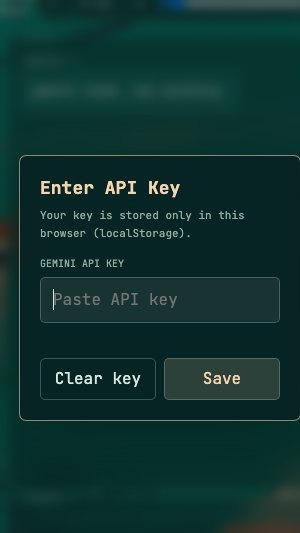 Enter API Key
Your key is stored only in this
browser (localStorage).
GEMINI API KEY
Paste API key
Clear key
Save